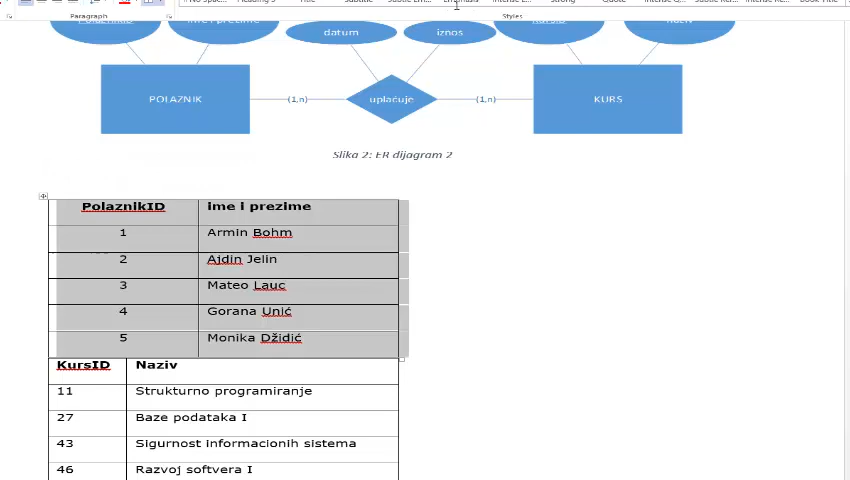 Paragraph
Styles
datum
iznos
POLAZNIK
(1,n)
uplaćuje
(1,n)
KURS
Slika 2: ER dijagram 2
PolaznikID ime i prezime
1 Armin Bohm
2 Ajdin Jelin
3 Mateo Lauc
4 Gorana Unić
5 Monika Džidić
KursID Naziv
11 Strukturno programiranje
27 Baze podataka I
43 Sigurnost informacionih sistema
46 Razvoj softvera I